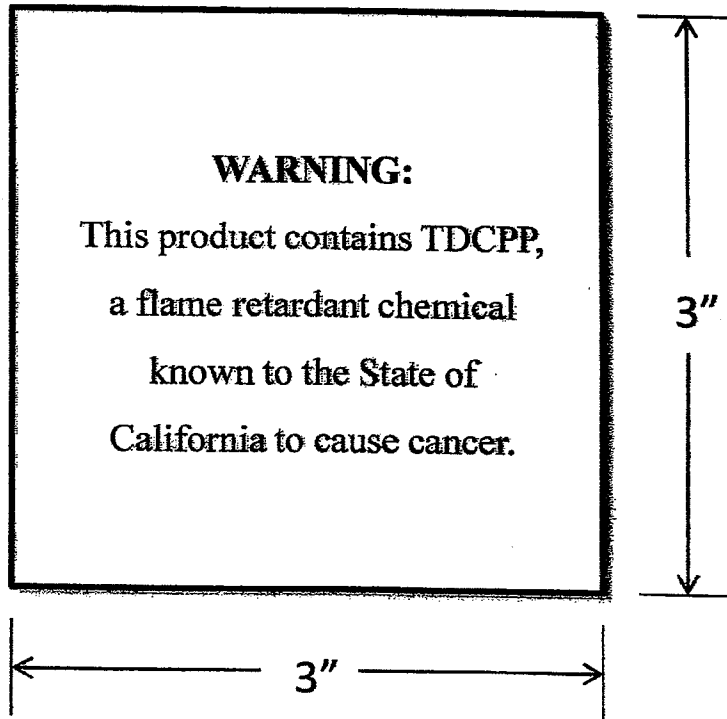 WARNING:
This product contains TDCPP,
a flame retardant chemical
known to the State of
California to cause cancer.
3"
3"